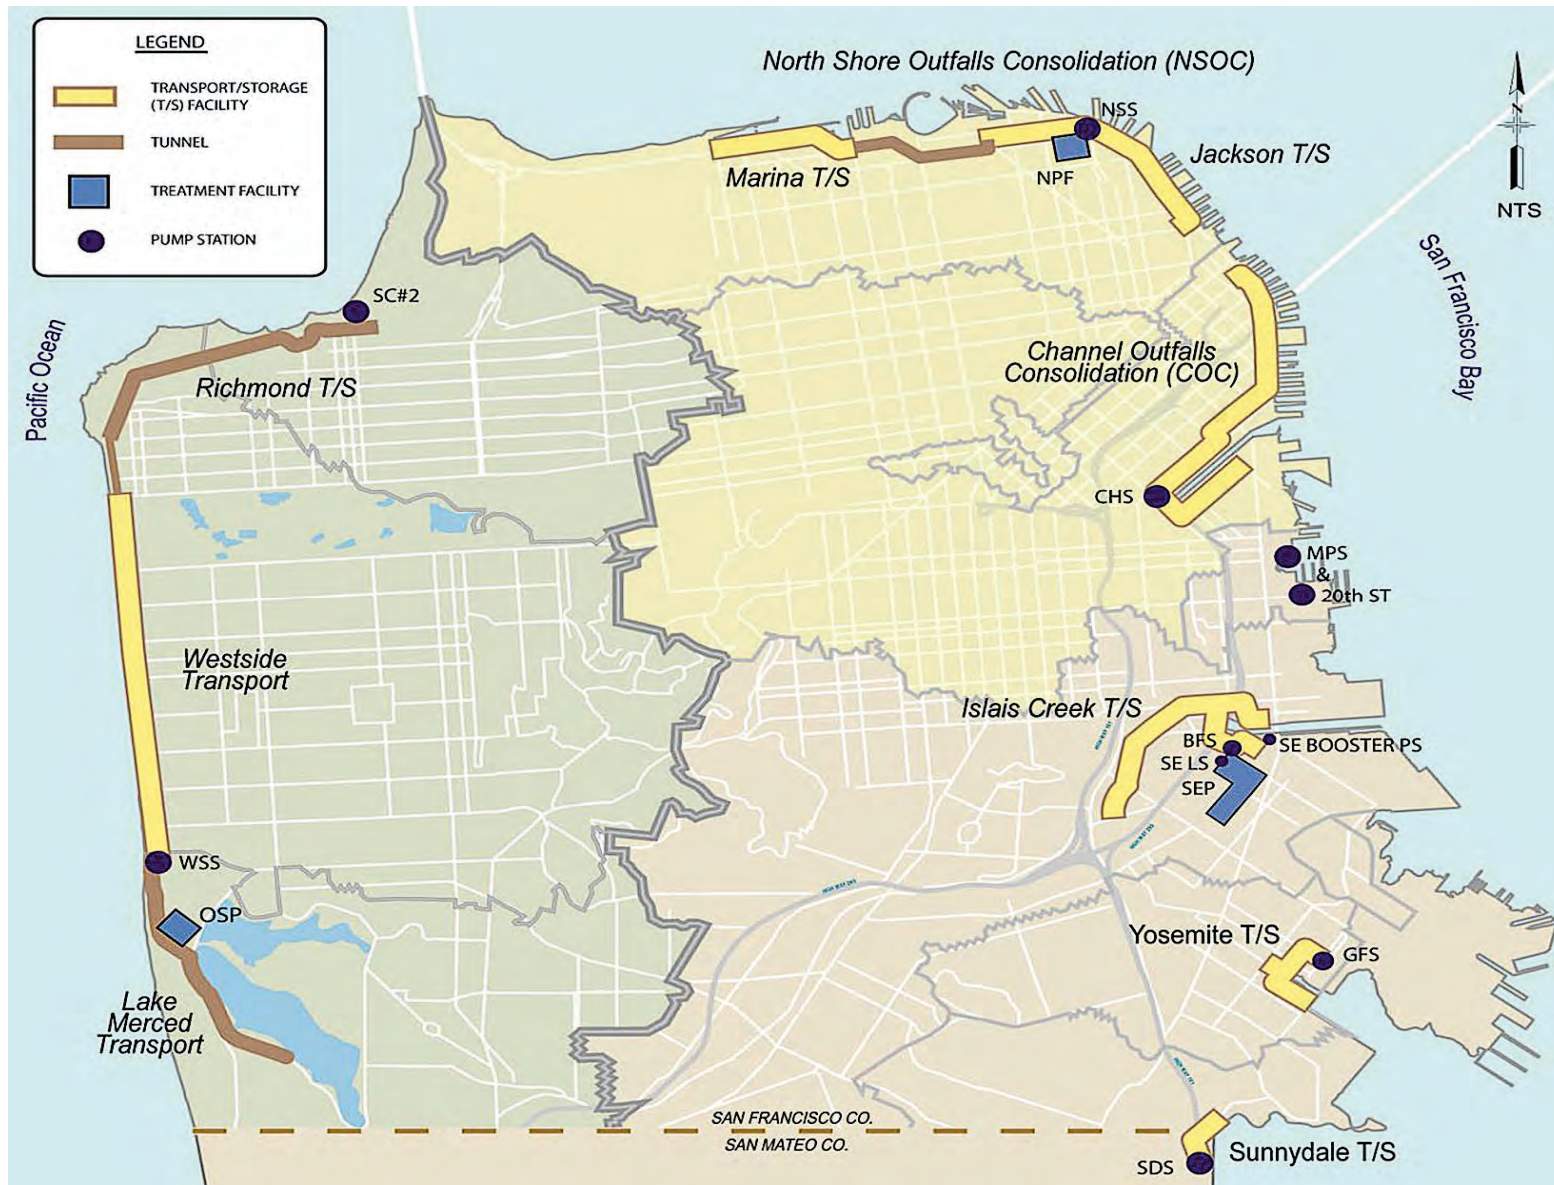 LEGEND
TRANSPORT/STORAGE
(T/S) FACILITY
TUNNEL
TREATMENT FACILITY
PUMP STATION
North Shore Outfalls Consolidation (NSOC)
NSS
Jackson T/S
N
NTS
Marina T/S
NPF
San Francisco Bay
SC#2
Pacific Ocean
Richmond T/S
Channel Outfalls
Consolidation (COC)
CHS
MPS
&
20th ST
Westside
Transport
Islais Creek T/S
BFS
SE BOOSTER PS
SE LS
SEP
WSS
HIGH WAY 280
OSP
Yosemite T/S
GFS
Lake
Merced
Transport
SAN FRANCISCO CO.
SAN MATEO CO.
Sunnydale T/S
SDS